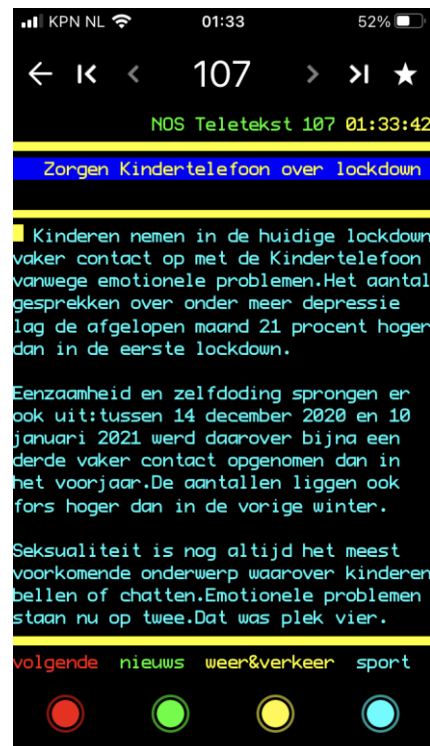 KPN NL 01:33 52%
107
NOS Teletekst 107 01:33:42
Zorgen Kindertelefoon over lockdown
Kinderen nemen in de huidige lockdown
vaker contact op met de Kindertelefoon
vanwege emotionele problemen.Het aantal
gesprekken over onder meer depressie
lag de afgelopen maand 21 procent hoger
dan in de eerste lockdown.
Eenzaamheid en zelfdoding sprongen er
ook uit:tussen 14 december 2020 en 10
januari 2021 werd daarover bijna een
derde vaker contact opgenomen dan in
het voorjaar.De aantallen liggen ook
fors hoger dan in de vorige winter.
Seksualiteit is nog altijd het meest
voorkomende onderwerp waarover kinderen
bellen of chatten.Emotionele problemen
staan nu op twee.Dat was plek vier.
volgende nieuws weer&verkeer sport